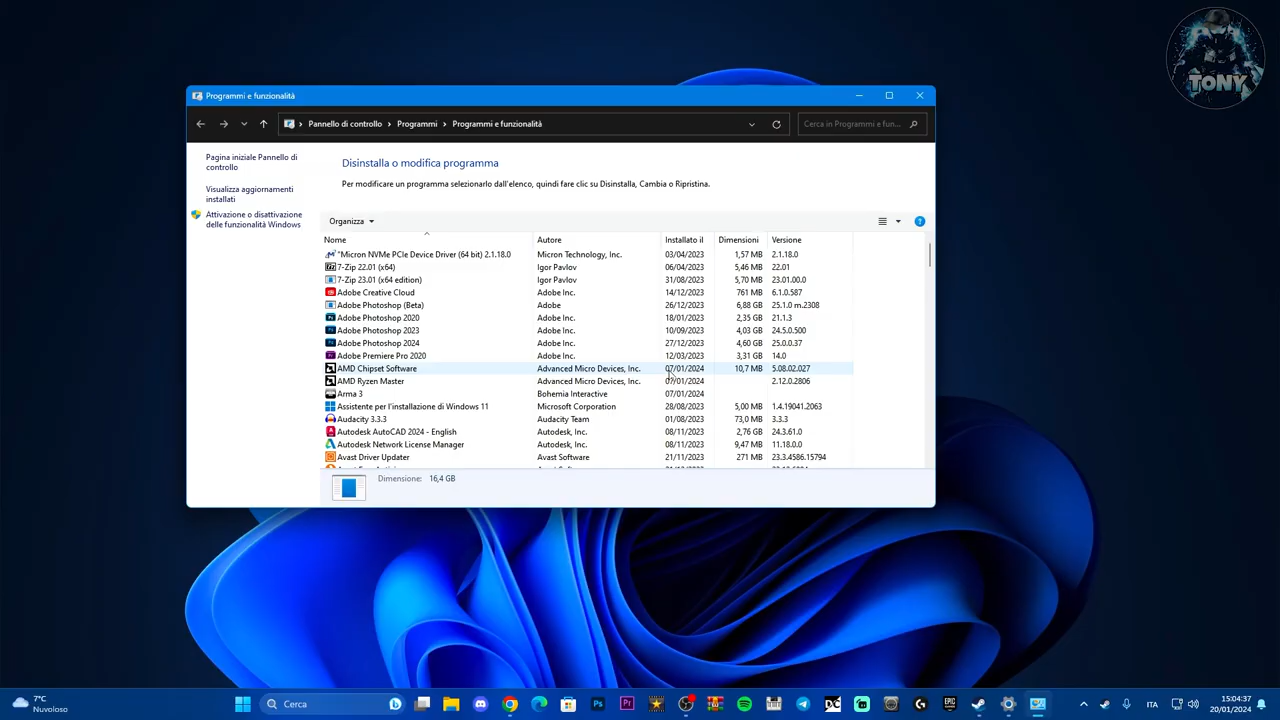 TONY
Programmi e funzionalità
Pannello di controllo > Programmi > Programmi e funzionalità
Cerca in Programmi e fun...
Pagina iniziale Pannello di
controllo
Visualizza aggiornamenti
installati
Attivazione o disattivazione
delle funzionalità Windows
Disinstalla o modifica programma
Per modificare un programma selezionarlo dall'elenco, quindi fare clic su Disinstalla, Cambia o Ripristina.
Organizza
Nome Autore Installato il Dimensioni Versione
"Micron NVMe PCIe Device Driver (64 bit) 2.1.18.0 Micron Technology, Inc. 03/04/2023 1,57 MB 2.1.18.0
7-Zip 22.01 (x64) Igor Pavlov 06/04/2023 5,46 MB 22.01
7-Zip 23.01 (x64 edition) Igor Pavlov 31/08/2023 5,70 MB 23.01.00.0
Adobe Creative Cloud Adobe Inc. 14/12/2023 761 MB 6.1.0.587
Adobe Photoshop (Beta) Adobe 26/12/2023 6,88 GB 25.1.0 m.2308
Adobe Photoshop 2020 Adobe Inc. 18/01/2023 2,35 GB 21.1.3
Adobe Photoshop 2023 Adobe Inc. 10/09/2023 4,03 GB 24.5.0.500
Adobe Photoshop 2024 Adobe Inc. 26/12/2023 4,60 GB 25.0.0.37
Adobe Premiere Pro 2020 Adobe Inc. 12/03/2023 3,31 GB 14.0
AMD Chipset Software Advanced Micro Devices, Inc. 07/01/2024 10,7 MB 5.08.02.027
AMD Ryzen Master Advanced Micro Devices, Inc. 07/01/2024 2.12.0.2806
Arma 3 Bohemia Interactive 07/01/2024
Assistente per l'installazione di Windows 11 Microsoft Corporation 28/08/2023 5,00 MB 1.4.19041.2063
Audacity 3.3.3 Audacity Team 01/08/2023 73,0 MB 3.3.3
Autodesk AutoCAD 2024 - English Autodesk, Inc. 08/11/2023 2,76 GB 24.3.61.0
Autodesk Network License Manager Autodesk, Inc. 08/11/2023 9,47 MB 11.18.0.0
Avast Driver Updater Avast Software 21/11/2023 271 MB 23.3.4586.15794
Dimensione: 16,4 GB
7°C
Nuvoloso
Cerca
ITA
15:04:37
20/01/2024